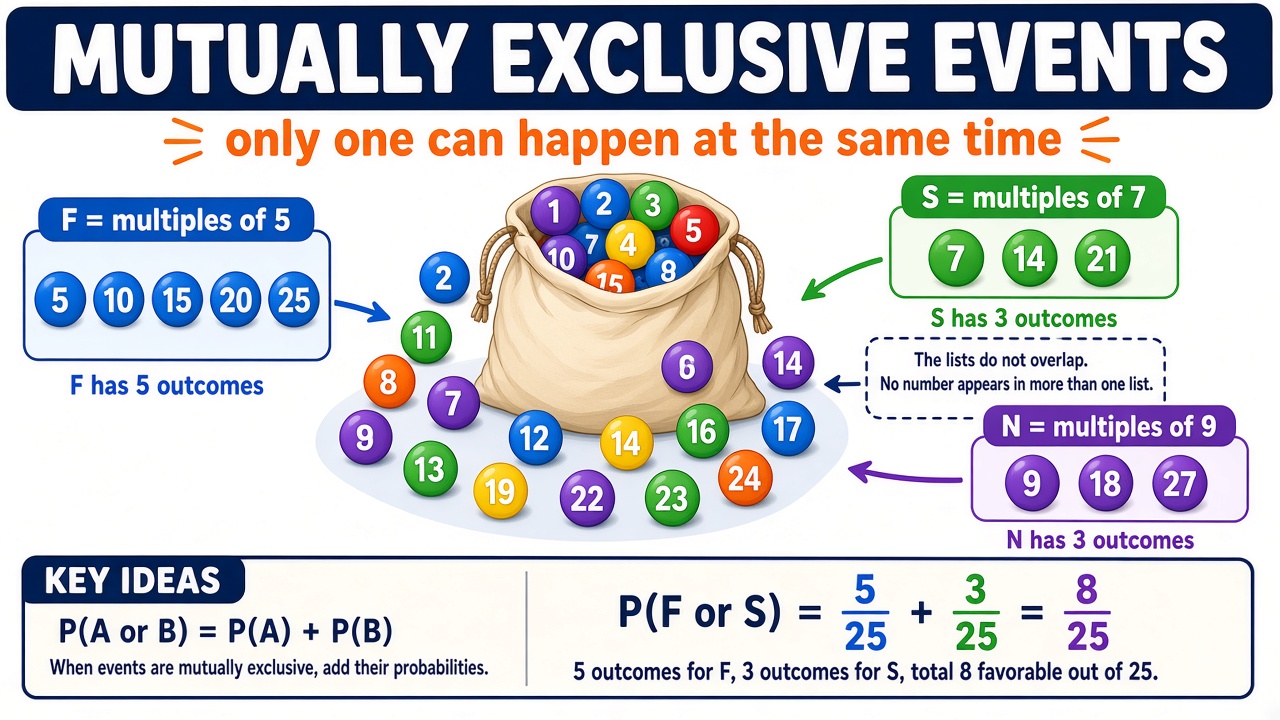 MUTUALLY EXCLUSIVE EVENTS
only one can happen at the same time
F = multiples of 5
5 10 15 20 25
F has 5 outcomes
1 2 3 5
10 7 4 8
15
2
11
8
7
9
13
19
12
22
14
23
16
6
24
17
14
S = multiples of 7
7 14 21
S has 3 outcomes
The lists do not overlap.
No number appears in more than one list.
N = multiples of 9
9 18 27
N has 3 outcomes
KEY IDEAS
P(A or B) = P(A) + P(B)
When events are mutually exclusive, add their probabilities.
P(F or S) = 5/25 + 3/25 = 8/25
5 outcomes for F, 3 outcomes for S, total 8 favorable out of 25.